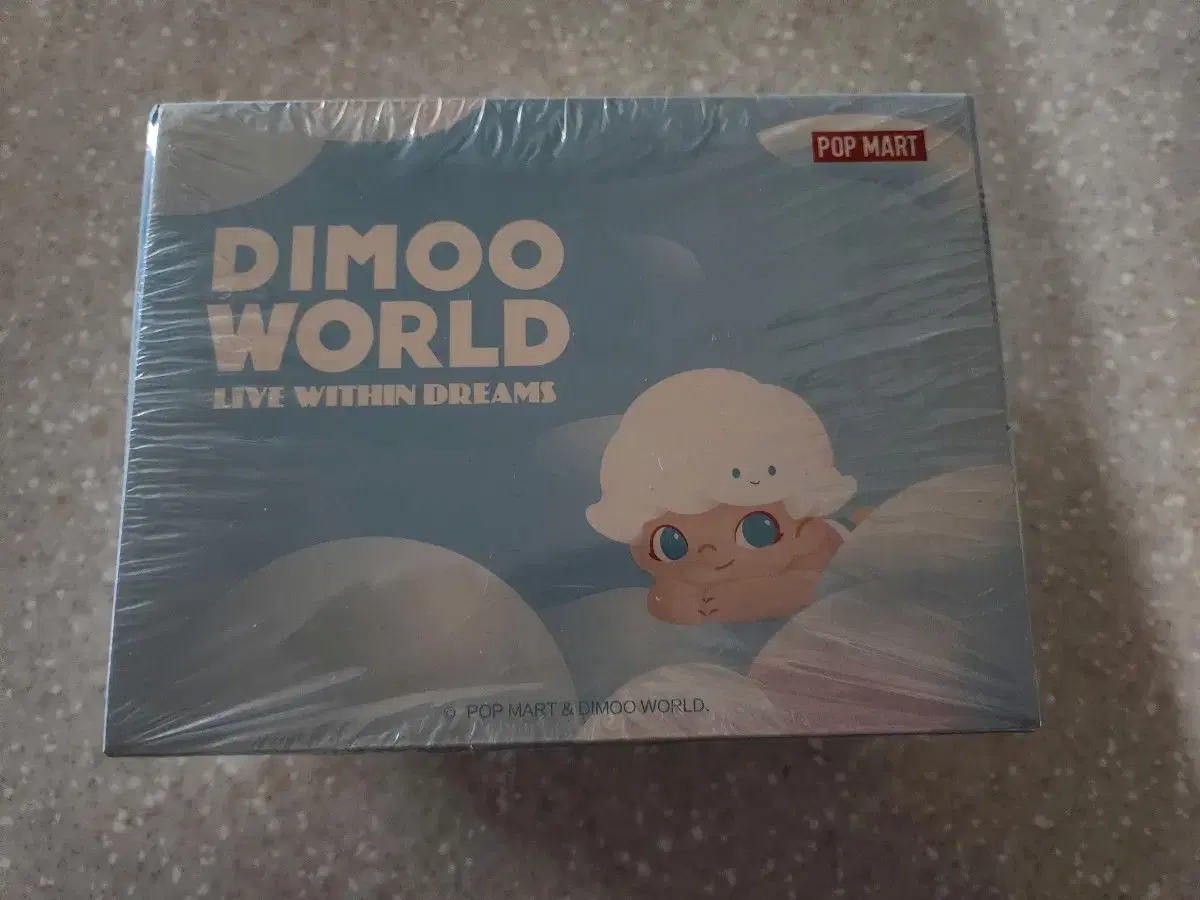 POP MART
DIMOO
WORLD
LIVE WITHIN DREAMS
© POP MART & DIMOO WORLD.